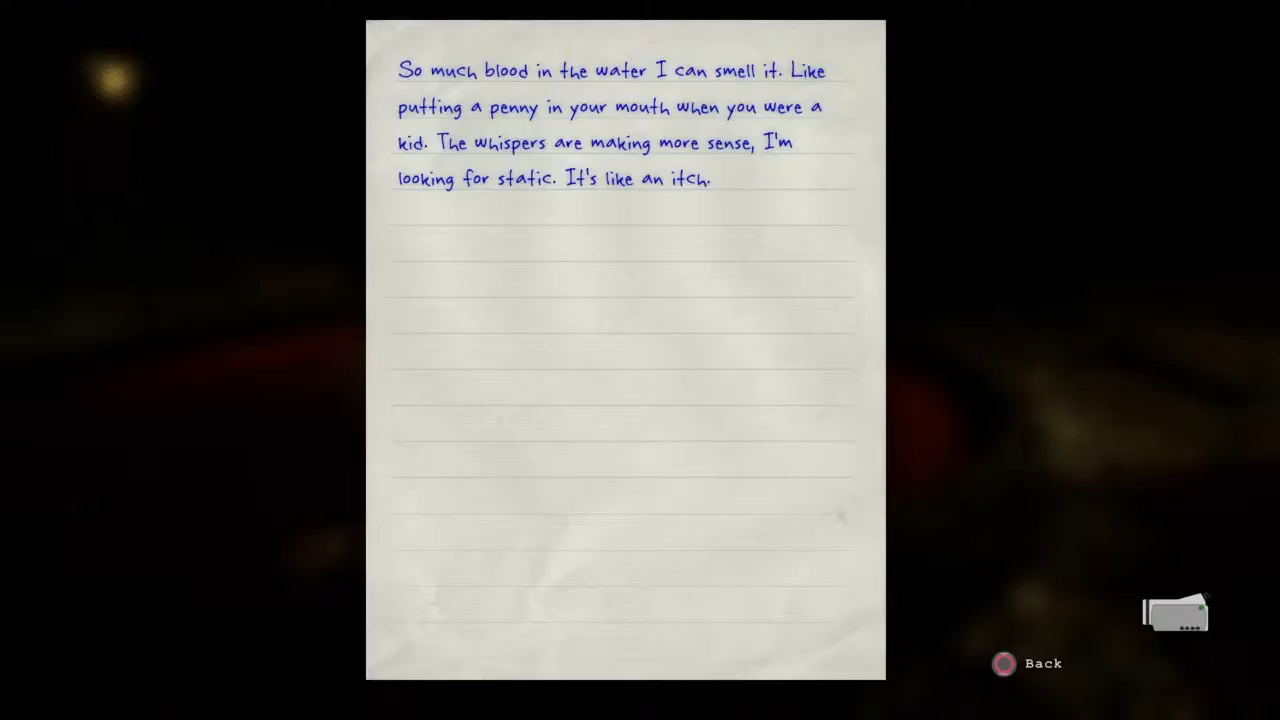 So much blood in the water I can smell it. Like
putting a penny in your mouth when you were a
kid. The whispers are making more sense, I'm
looking for static. It's like an itch.
Back